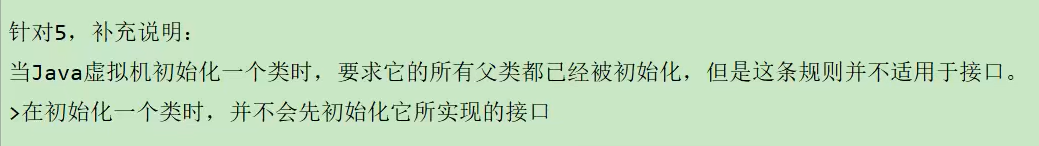 针对5，补充说明：
当Java虚拟机初始化一个类时，要求它的所有父类都已经被初始化，但是这条规则并不适用于接口。
>在初始化一个类时，并不会先初始化它所实现的接口